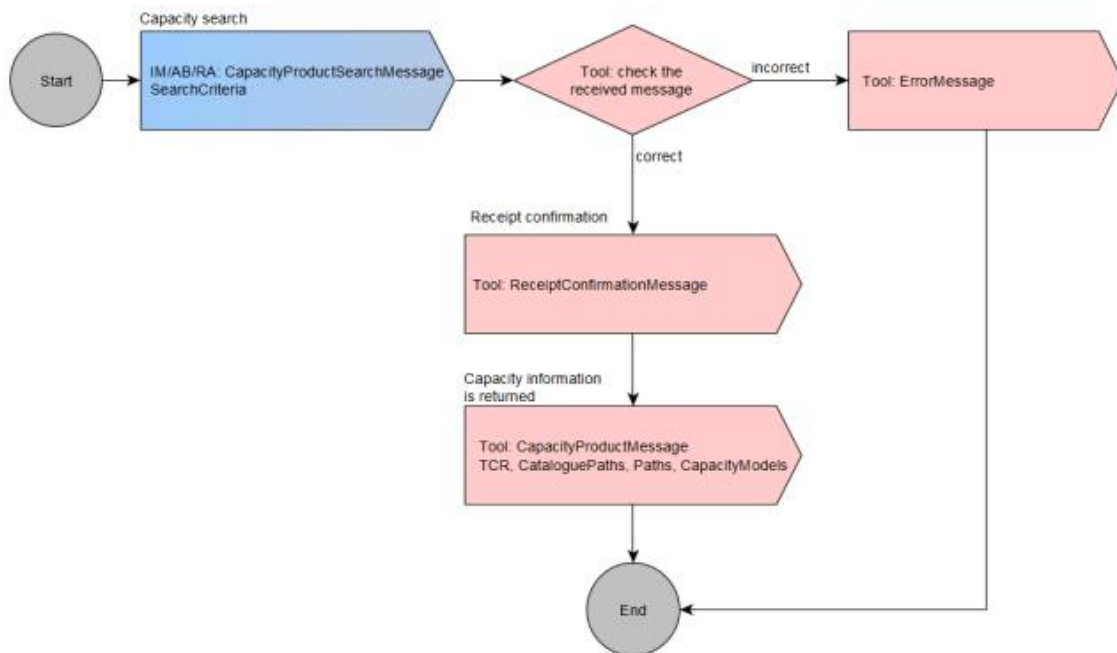 Capacity search
Start
IM/AB/RA: CapacityProductSearchMessage
SearchCriteria
Tool: check the
received message
incorrect
Tool: ErrorMessage
correct
Receipt confirmation
Tool: ReceiptConfirmationMessage
Capacity information
is returned
Tool: CapacityProductMessage
TCR, CataloguePaths, Paths, CapacityModels
End